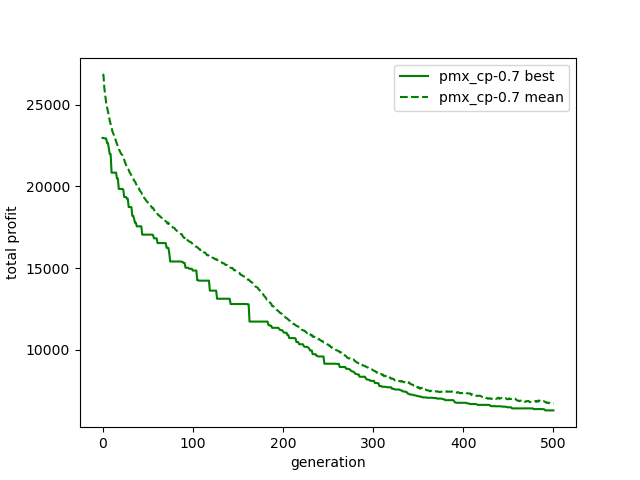 pmx_cp-0.7 best
pmx_cp-0.7 mean
total profit
25000
20000
15000
10000
0 100 200 300 400 500
generation